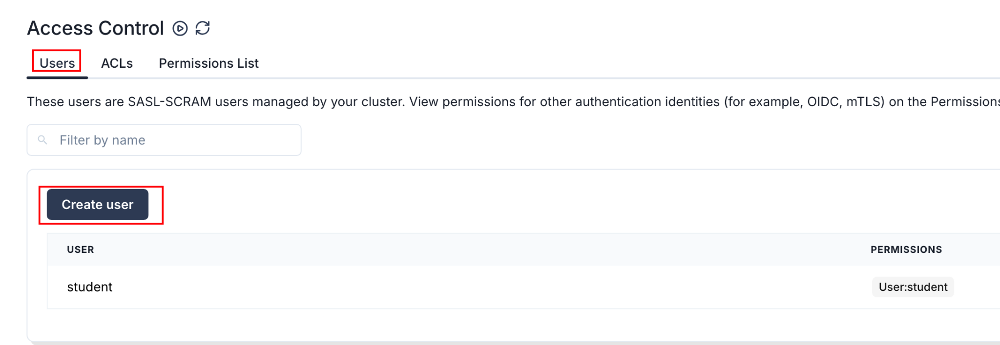 Access Control
Users ACLs Permissions List
These users are SASL-SCRAM users managed by your cluster. View permissions for other authentication identities (for example, OIDC, mTLS) on the Permissions
Filter by name
Create user
USER PERMISSIONS
student User:student